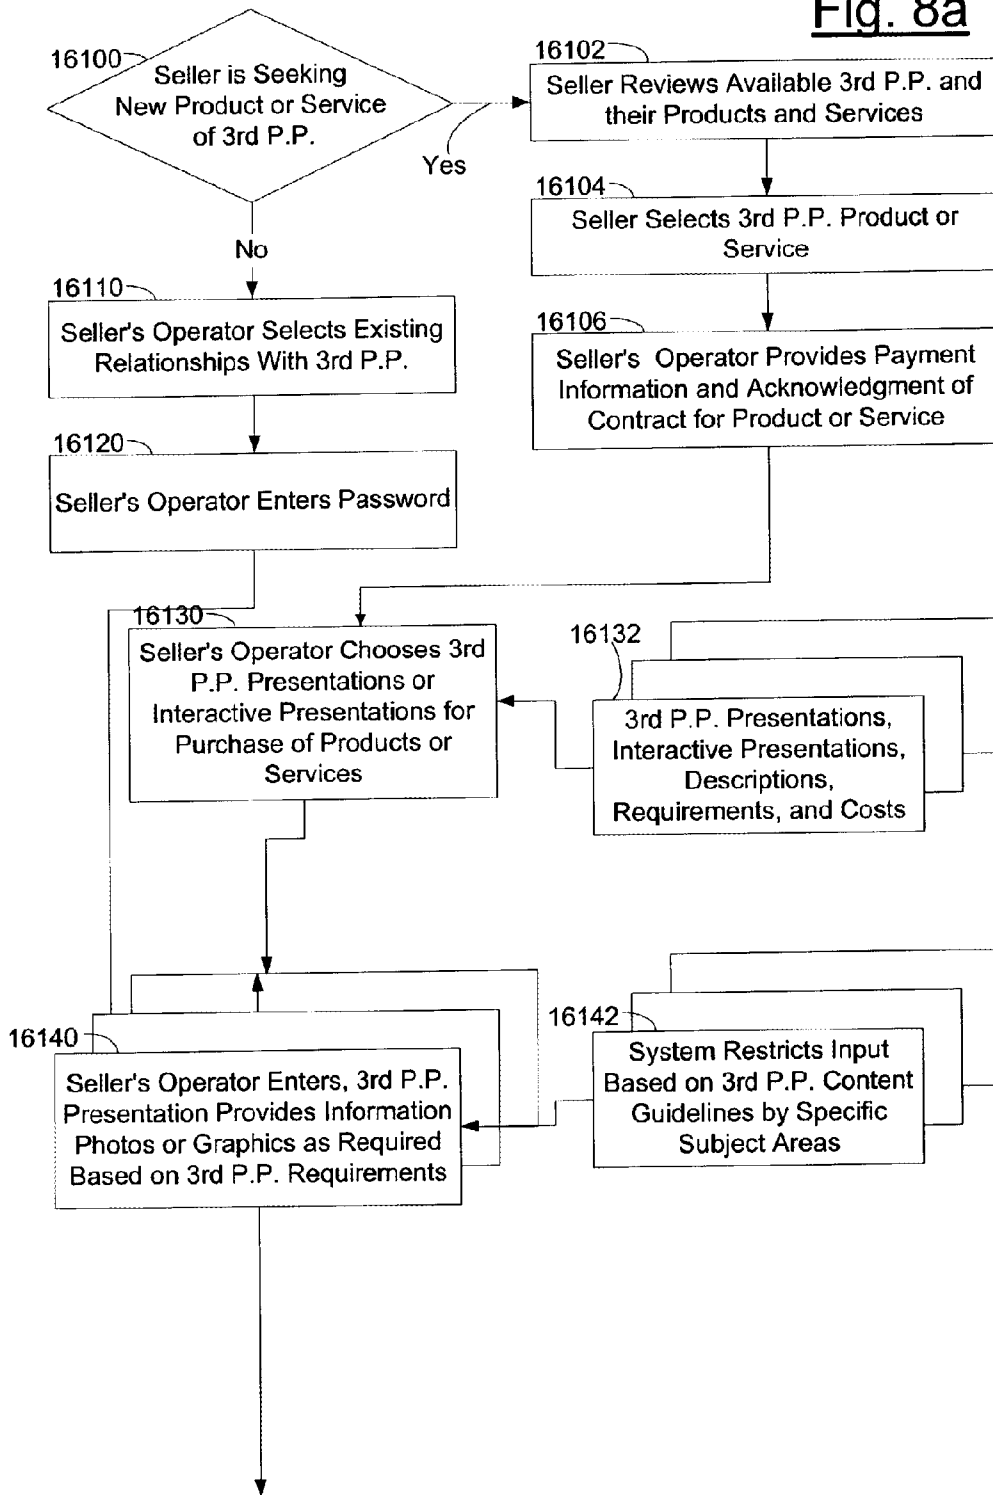 Fig. 8a
16100
Seller is Seeking
New Product or Service
of 3rd P.P.
Yes
No
16102
Seller Reviews Available 3rd P.P. and
their Products and Services
16104
Seller Selects 3rd P.P. Product or
Service
16106
Seller's Operator Provides Payment
Information and Acknowledgment of
Contract for Product or Service
16110
Seller's Operator Selects Existing
Relationships With 3rd P.P.
16120
Seller's Operator Enters Password
16130
Seller's Operator Chooses 3rd
P.P. Presentations or
Interactive Presentations for
Purchase of Products or
Services
16132
3rd P.P. Presentations,
Interactive Presentations,
Descriptions,
Requirements, and Costs
16140
Seller's Operator Enters, 3rd P.P.
Presentation Provides Information
Photos or Graphics as Required
Based on 3rd P.P. Requirements
16142
System Restricts Input
Based on 3rd P.P. Content
Guidelines by Specific
Subject Areas